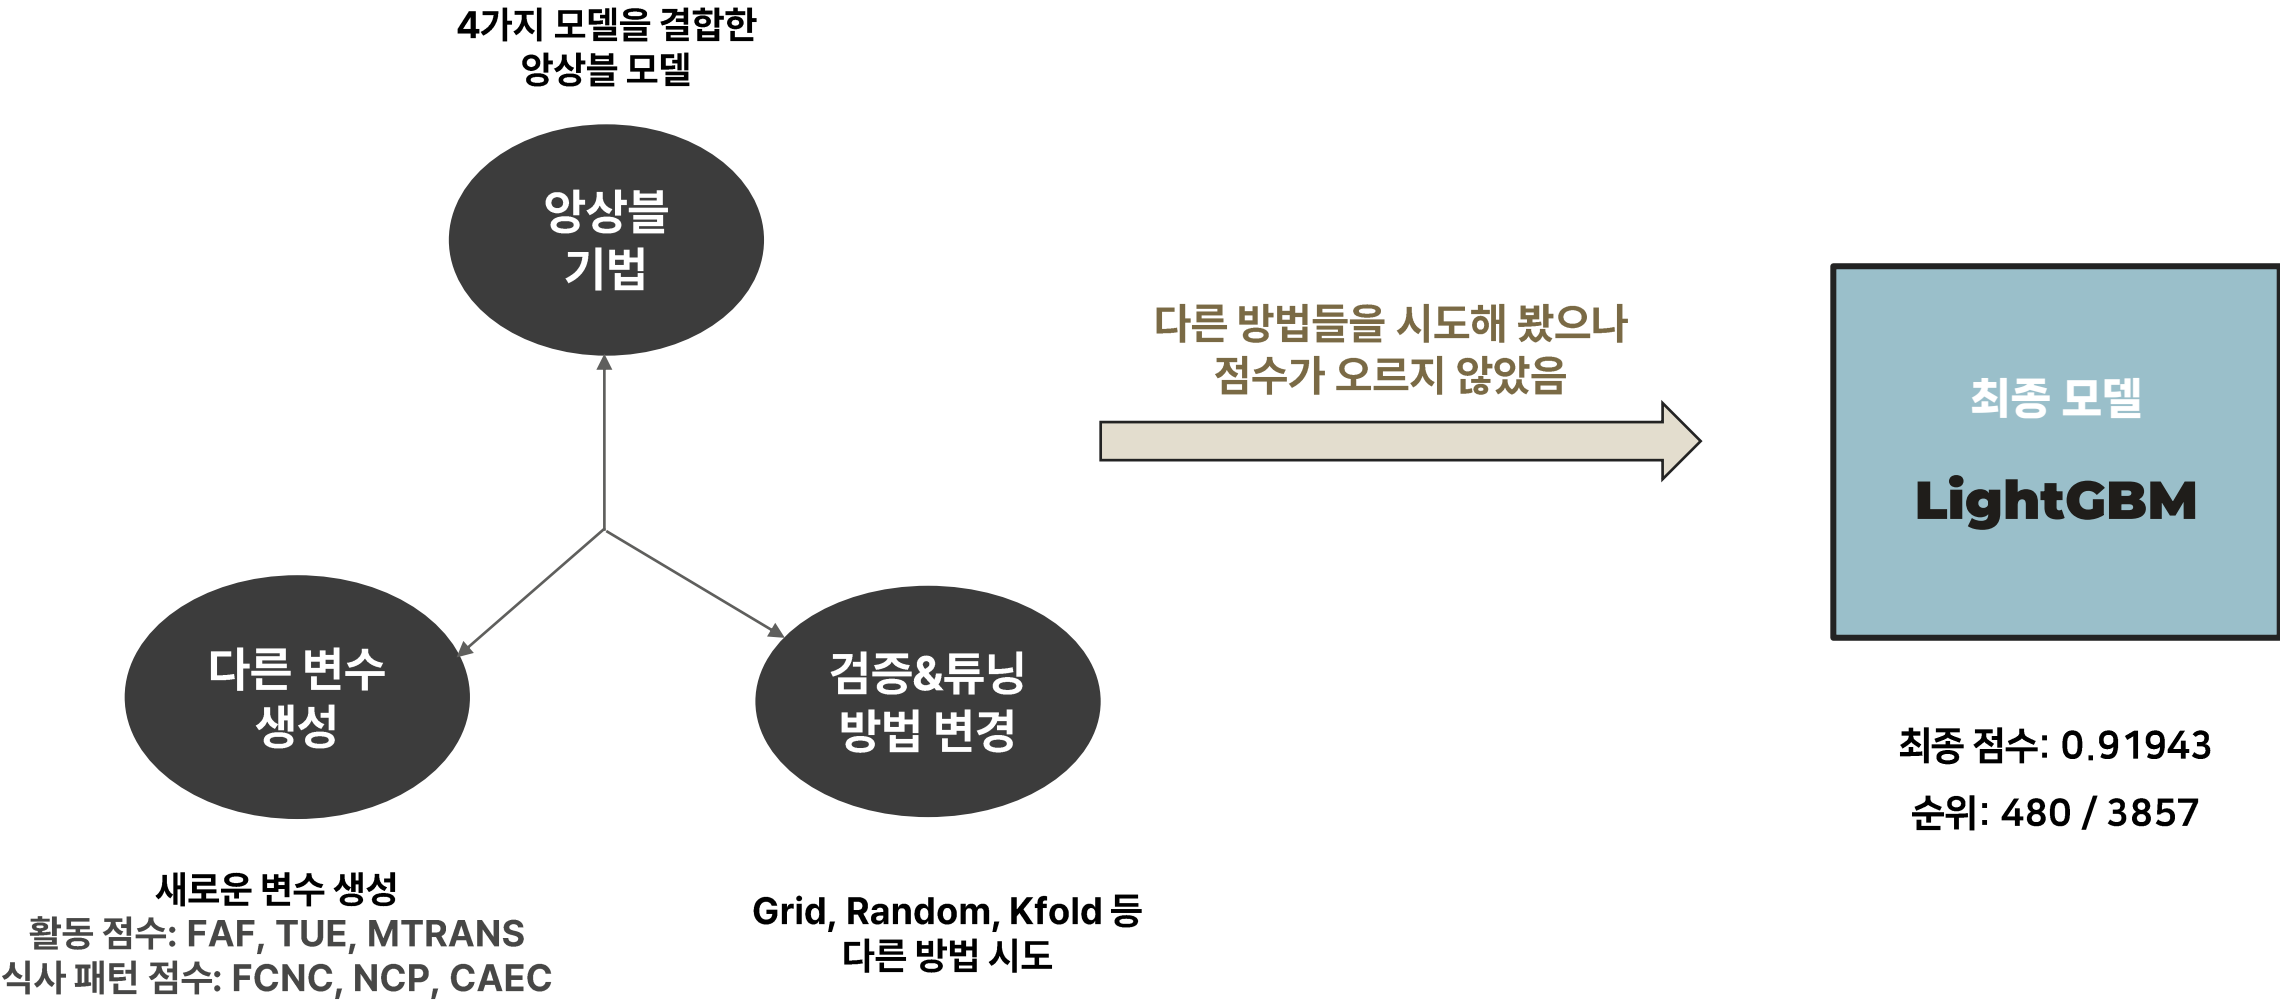 4가지 모델을 결합한
앙상블 모델
앙상블
기법
다른 변수
생성
새로운 변수 생성
활동 점수: FAF, TUE, MTRANS
식사 패턴 점수: FCNC, NCP, CAEC
검증&튜닝
방법 변경
Grid, Random, Kfold 등
다른 방법 시도
다른 방법들을 시도해 봤으나
점수가 오르지 않았음
최종 모델
LightGBM
최종 점수: 0.91943
순위: 480 / 3857